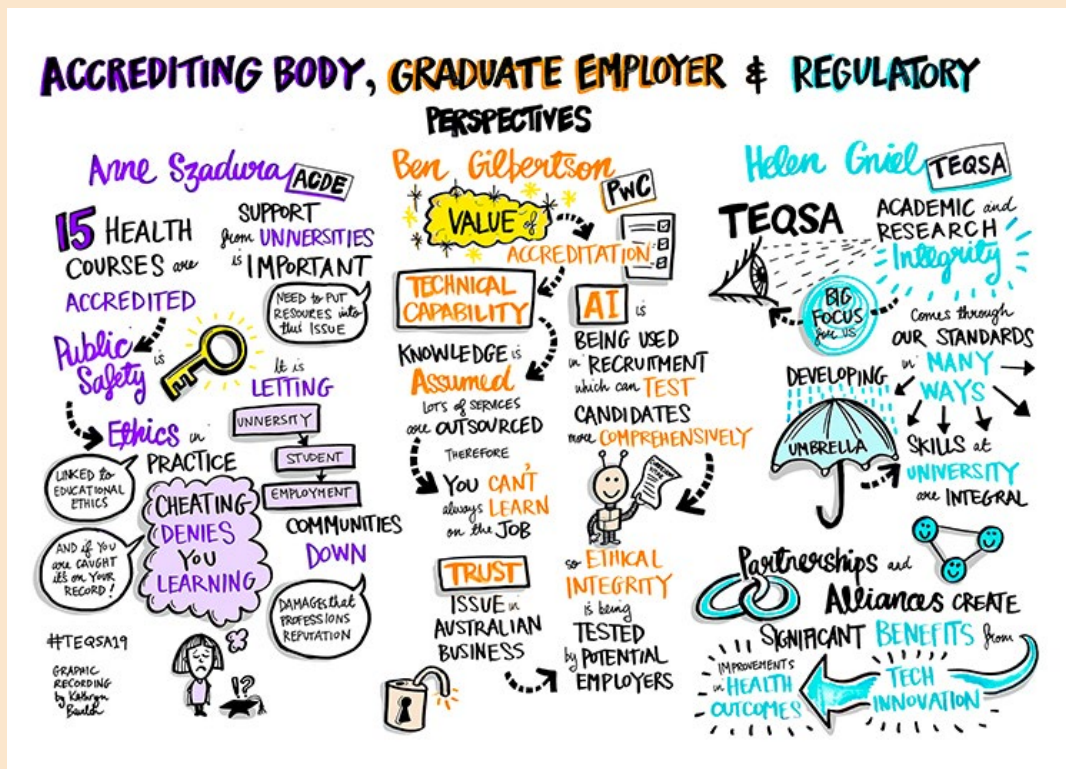 ACCREDITING BODY, GRADUATE EMPLOYER & REGULATORY
PERSPECTIVES
Anne Szadura ACDE
15 HEALTH
COURSES are
ACCREDITED
Public
Safety
is
Ethics in
PRACTICE
LINKED to
EDUCATIONAL
ETHICS
AND if YOU
are CAUGHT
it's on YOUR
RECORD!
CHEATING
DENIES
YOU
LEARNING
SUPPORT
from UNIVERSITIES
is IMPORTANT
NEED to PUT
RESOURCES into
this ISSUE
It is
LETTING
UNIVERSITY
STUDENT
EMPLOYMENT
COMMUNITIES
DOWN
DAMAGES that
PROFESSIONS
REPUTATION
!?
#TEQSA19
GRAPHIC
RECORDING
by Kathryn
Ben Gilbertson
PwC
VALUE of
ACCREDITATION
TECHNICAL
CAPABILITY
KNOWLEDGE is
Assumed
LOTS of SERVICES
are OUTSOURCED
THEREFORE
YOU CAN'T
always LEARN
on the JOB
TRUST
ISSUE in
AUSTRALIAN
BUSINESS
AI is
BEING USED
in RECRUITMENT
which can TEST
CANDIDATES
more COMPREHENSIVELY
so ETHICAL
INTEGRITY
is being
TESTED
by POTENTIAL
EMPLOYERS
Helen Gniel TEQSA
TEQSA
ACADEMIC and
RESEARCH
Integrity
BIG
FOCUS
for US
comes through
OUR STANDARDS
in MANY
WAYS
DEVELOPING
UMBRELLA
SKILLS at
UNIVERSITY
are INTEGRAL
Partnerships and
Alliances CREATE
SIGNIFICANT BENEFITS from
TECH
INNOVATION
IMPROVEMENTS
in HEALTH
OUTCOMES